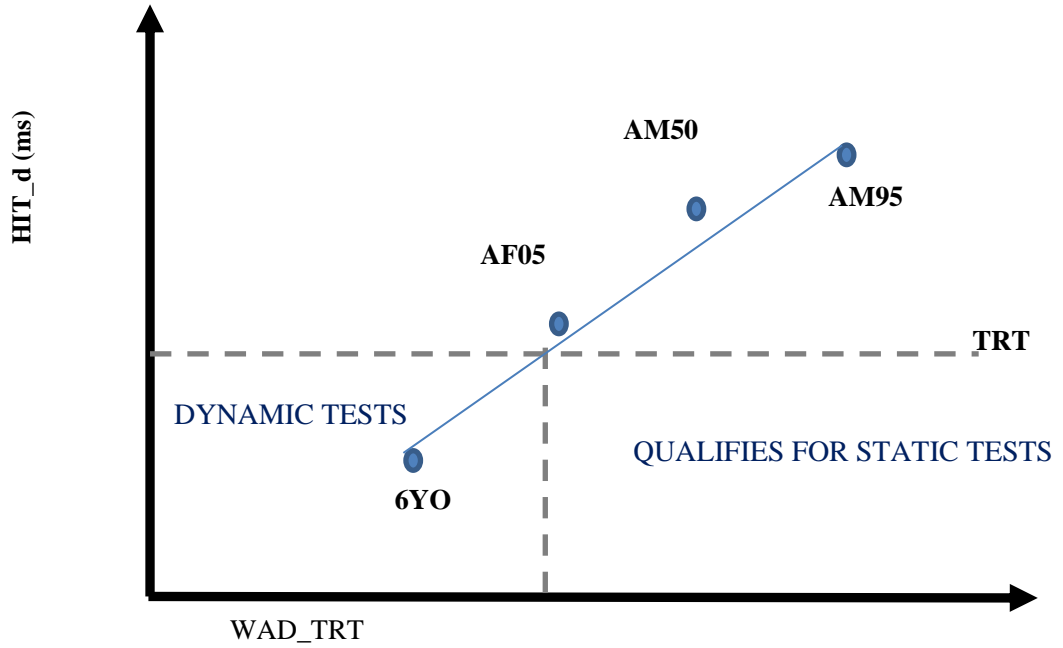 HIT_d (ms)
AM50
AM95
AF05
TRT
DYNAMIC TESTS
QUALIFIES FOR STATIC TESTS
6YO
WAD_TRT